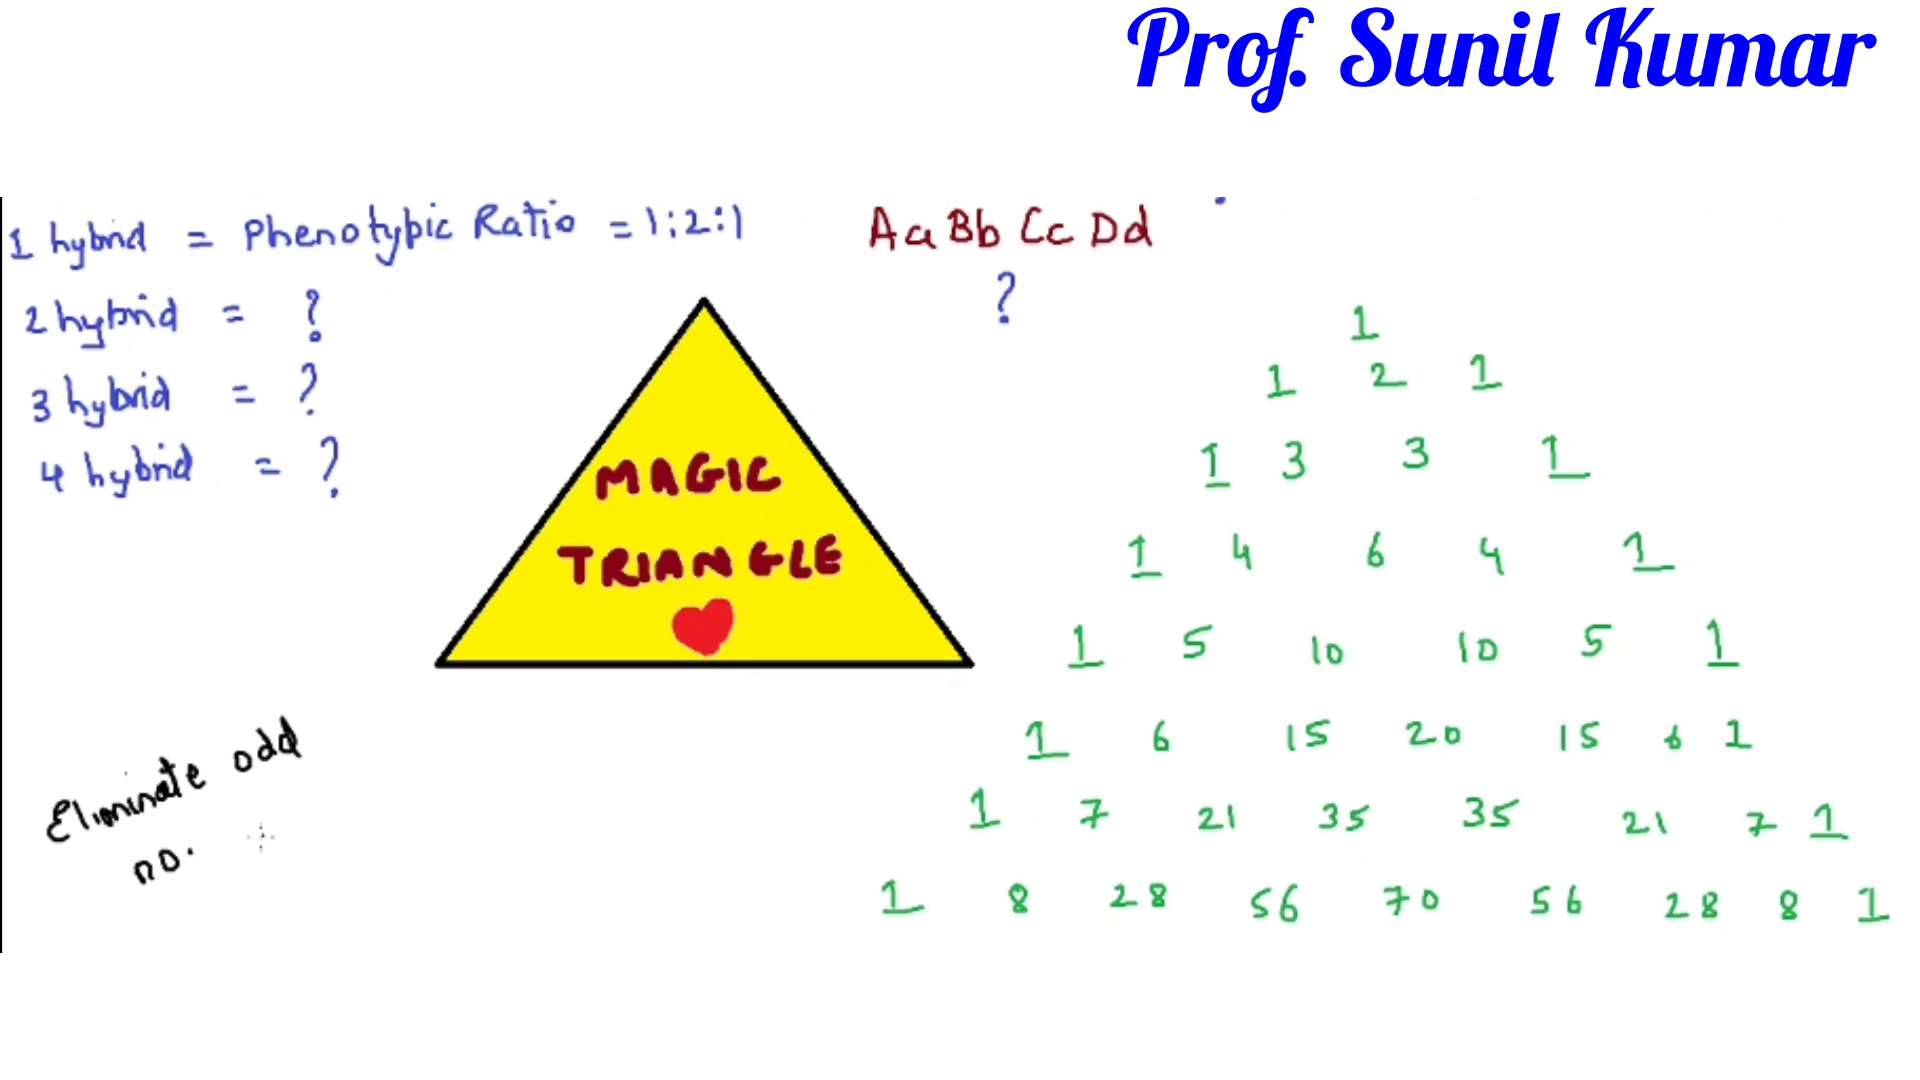 Prof. Sunil Kumar
1 hybrid = Phenotypic Ratio = 1:2:1
AaBb Cc Dd
?
2 hybrid = ?
3 hybrid = ?
4 hybrid = ?
MAGIC
TRIANGLE
Eliminate odd
no.
1
1 2 1
1 3 3 1
1 4 6 4 1
1 5 10 10 5 1
1 6 15 20 15 6 1
1 7 21 35 35 21 7 1
1 8 28 56 70 56 28 8 1